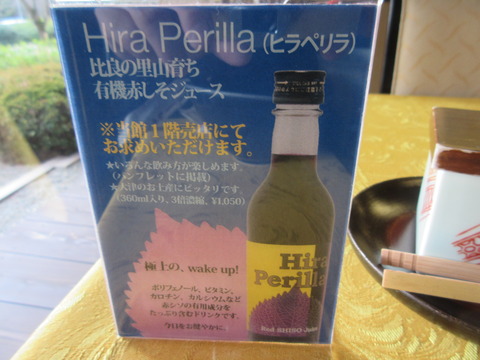 Hira Perilla (ヒラペリラ)
比良の里山育ち
有機赤しそジュース
※当館１階売店にて
お求めいただけます。
★いろんな飲み方が楽しめます。
(パンフレットに掲載)
★大津のお土産にピッタリです。
(360ml入り、3倍濃縮、¥1,050)
極上の、wake up!
ポリフェノール、ビタミン、
カロチン、カルシウムなど
赤シソの有用成分を
たっぷり含むドリンクです。
今日もお健やかに。
Hira
Perilla
Red SHISO Juice